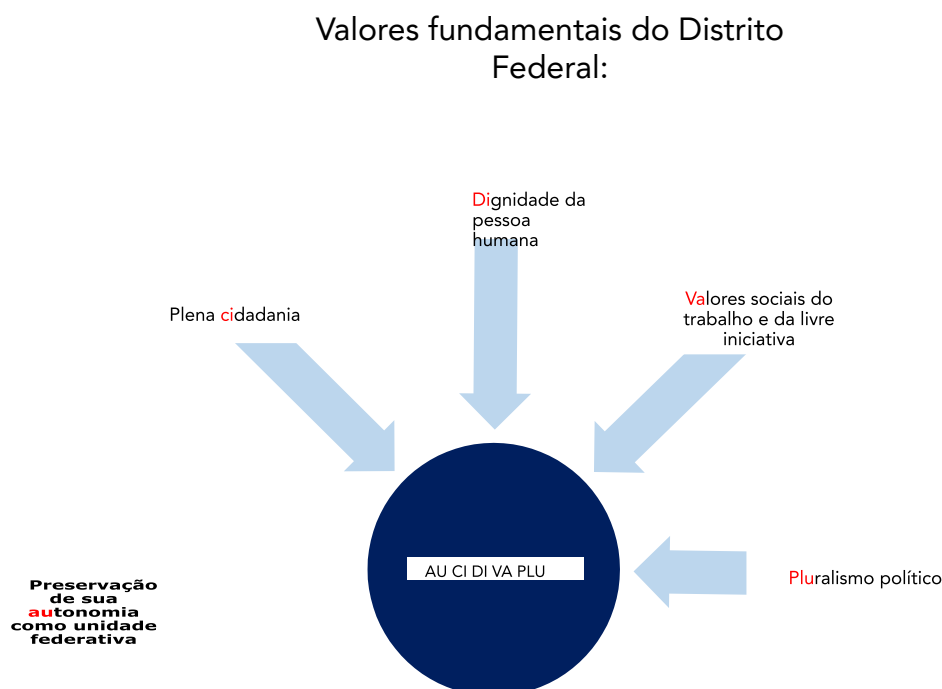 Valores fundamentais do Distrito
Federal:
Dignidade da
pessoa
humana
Plena cidadania
Valores sociais do
trabalho e da livre
iniciativa
AU CI DI VA PLU
Pluralismo político
Preservação
de sua
autonomia
como unidade
federativa